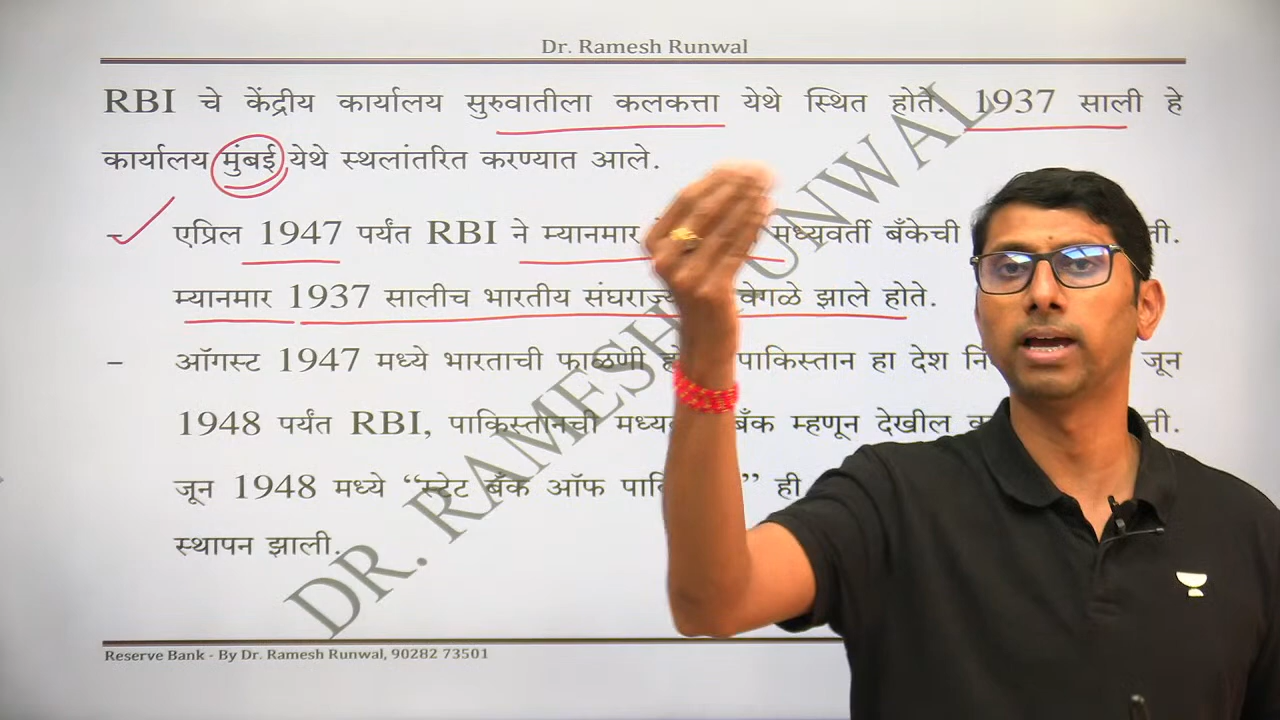 Dr. Ramesh Runwal
RBI चे केंद्रीय कार्यालय सुरुवातीला कलकत्ता येथे स्थित होते. 1937 साली हे
कार्यालय मुंबई येथे स्थलांतरित करण्यात आले.
– एप्रिल 1947 पर्यंत RBI ने म्यानमार मध्यवर्ती बँकेची
म्यानमार 1937 सालीच भारतीय वेगळे झाले होते.
– ऑगस्ट 1947 मध्ये भारताची फाळणी पाकिस्तान हा देश जून
1948 पर्यंत RBI, पाकिस्तानची बँक म्हणून देखील
जून 1948 मध्ये “स्टेट बँक ऑफ ” ही
स्थापन झाली.
DR. RAMESH RUNWAL
Reserve Bank - By Dr. Ramesh Runwal, 90282 73501